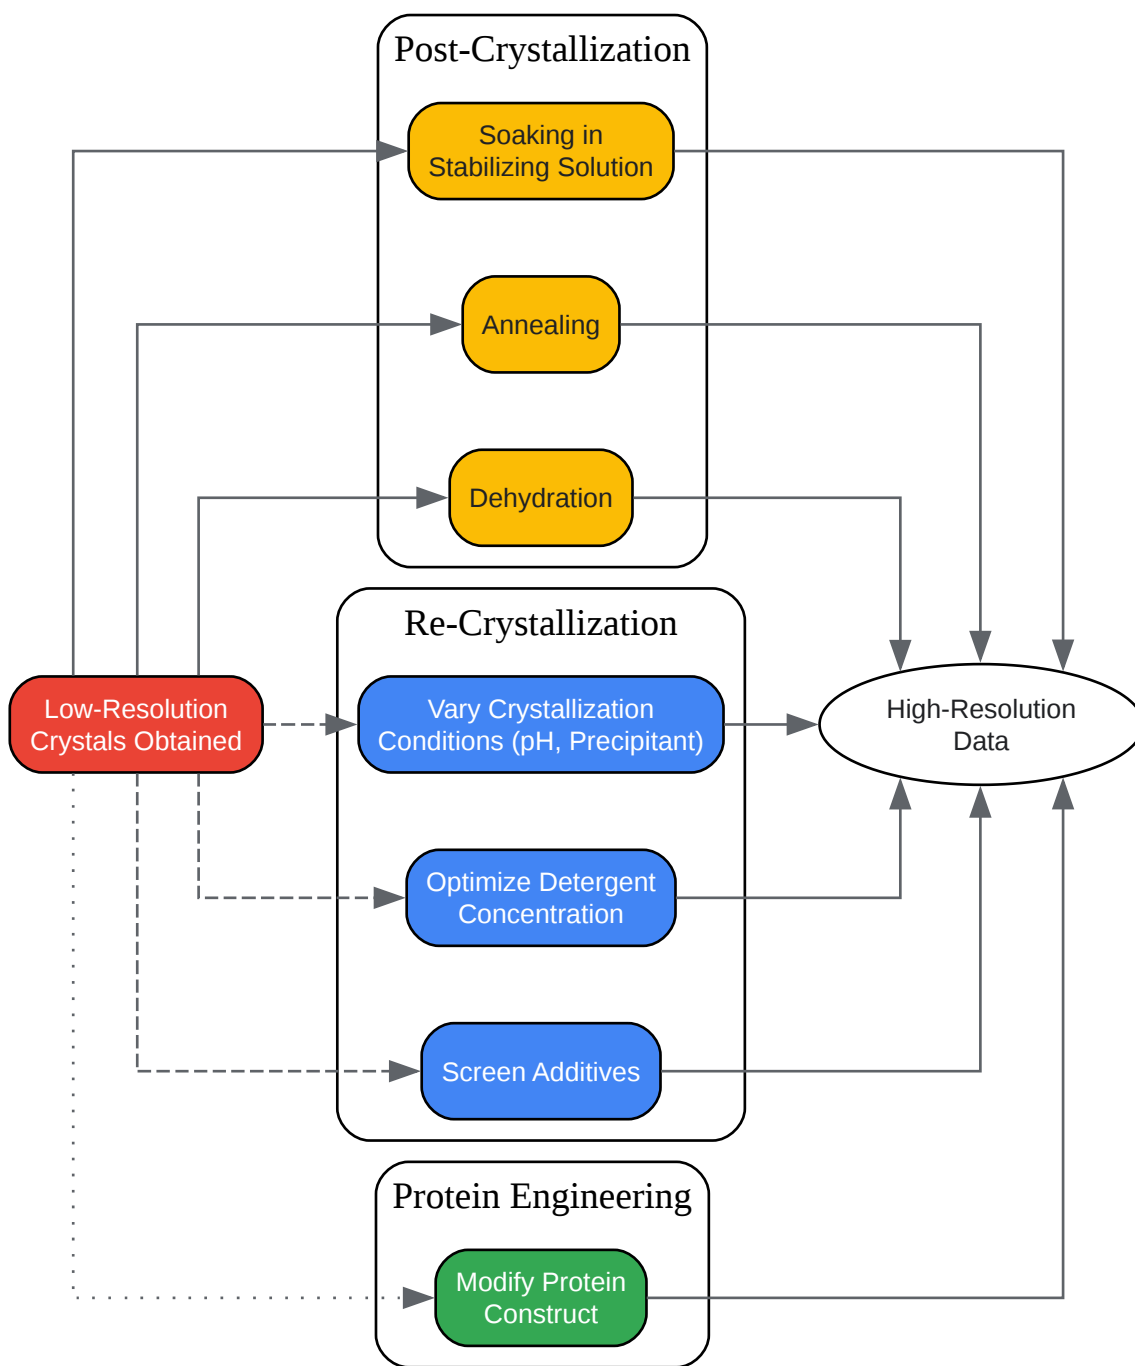 Post-Crystallization
Soaking in
Stabilizing Solution
Annealing
Dehydration
Re-Crystallization
Low-Resolution
Crystals Obtained
Vary Crystallization
Conditions (pH, Precipitant)
High-Resolution
Data
Optimize Detergent
Concentration
Screen Additives
Protein Engineering
Modify Protein
Construct